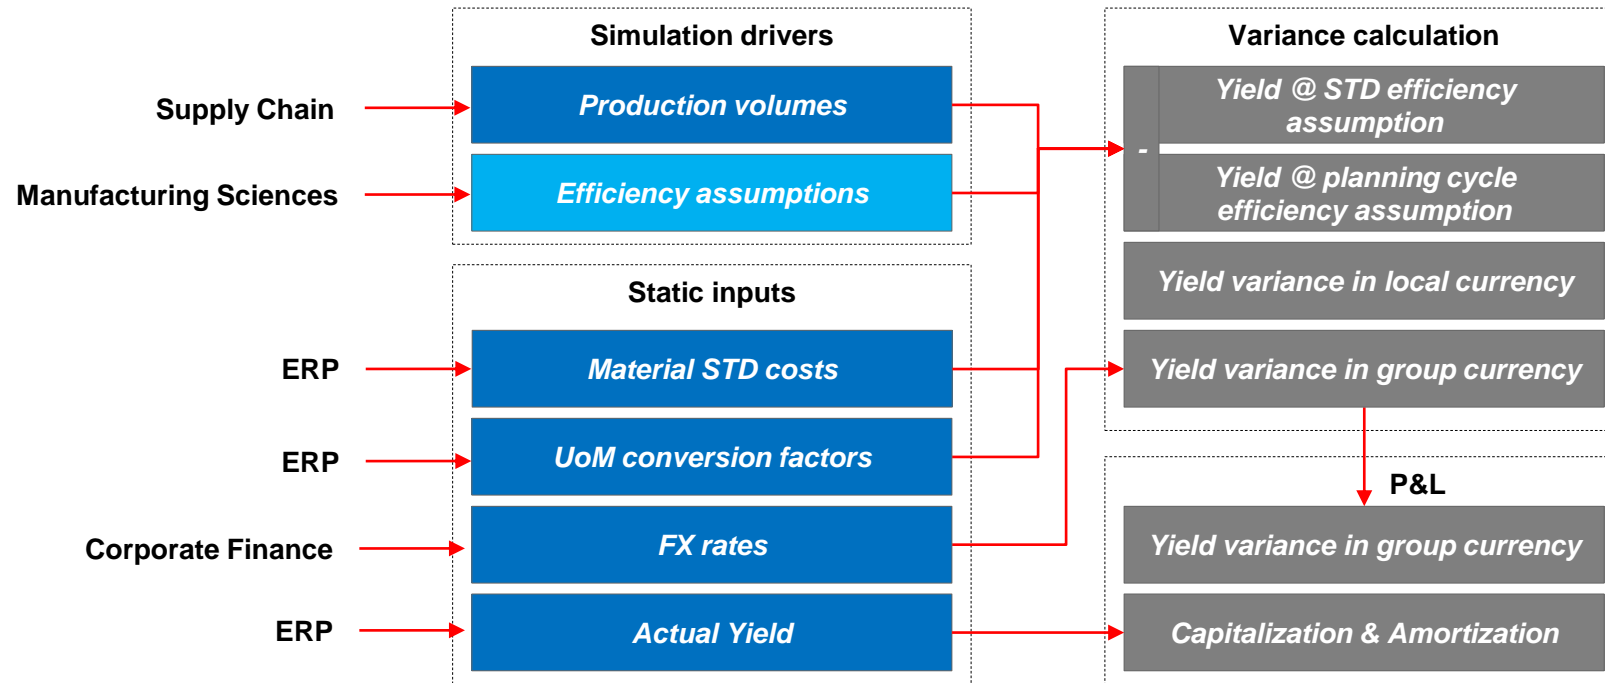 Simulation drivers
Supply Chain
Production volumes
Manufacturing Sciences
Efficiency assumptions
Static inputs
ERP
Material STD costs
ERP
UoM conversion factors
Corporate Finance
FX rates
ERP
Actual Yield
Variance calculation
-
Yield @ STD efficiency
assumption
Yield @ planning cycle
efficiency assumption
Yield variance in local currency
Yield variance in group currency
P&L
Yield variance in group currency
Capitalization & Amortization